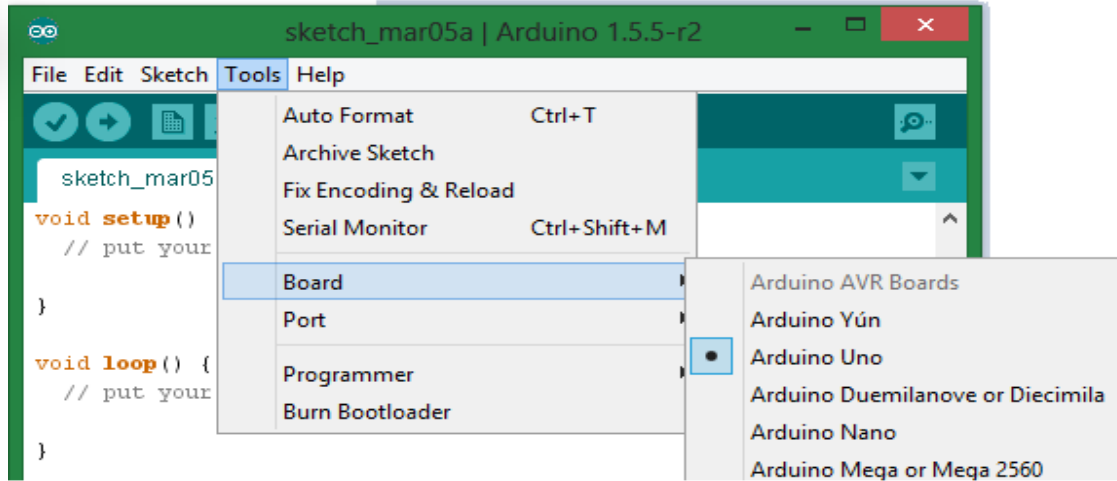 sketch_mar05a | Arduino 1.5.5-r2
File Edit Sketch Tools Help
Auto Format Ctrl+T
Archive Sketch
Fix Encoding & Reload
Serial Monitor Ctrl+Shift+M
Board
Port
Programmer
Burn Bootloader
Arduino AVR Boards
Arduino Yún
Arduino Uno
Arduino Duemilanove or Diecimila
Arduino Nano
Arduino Mega or Mega 2560
sketch_mar05
void setup()
// put your
}
void loop() {
// put your
}